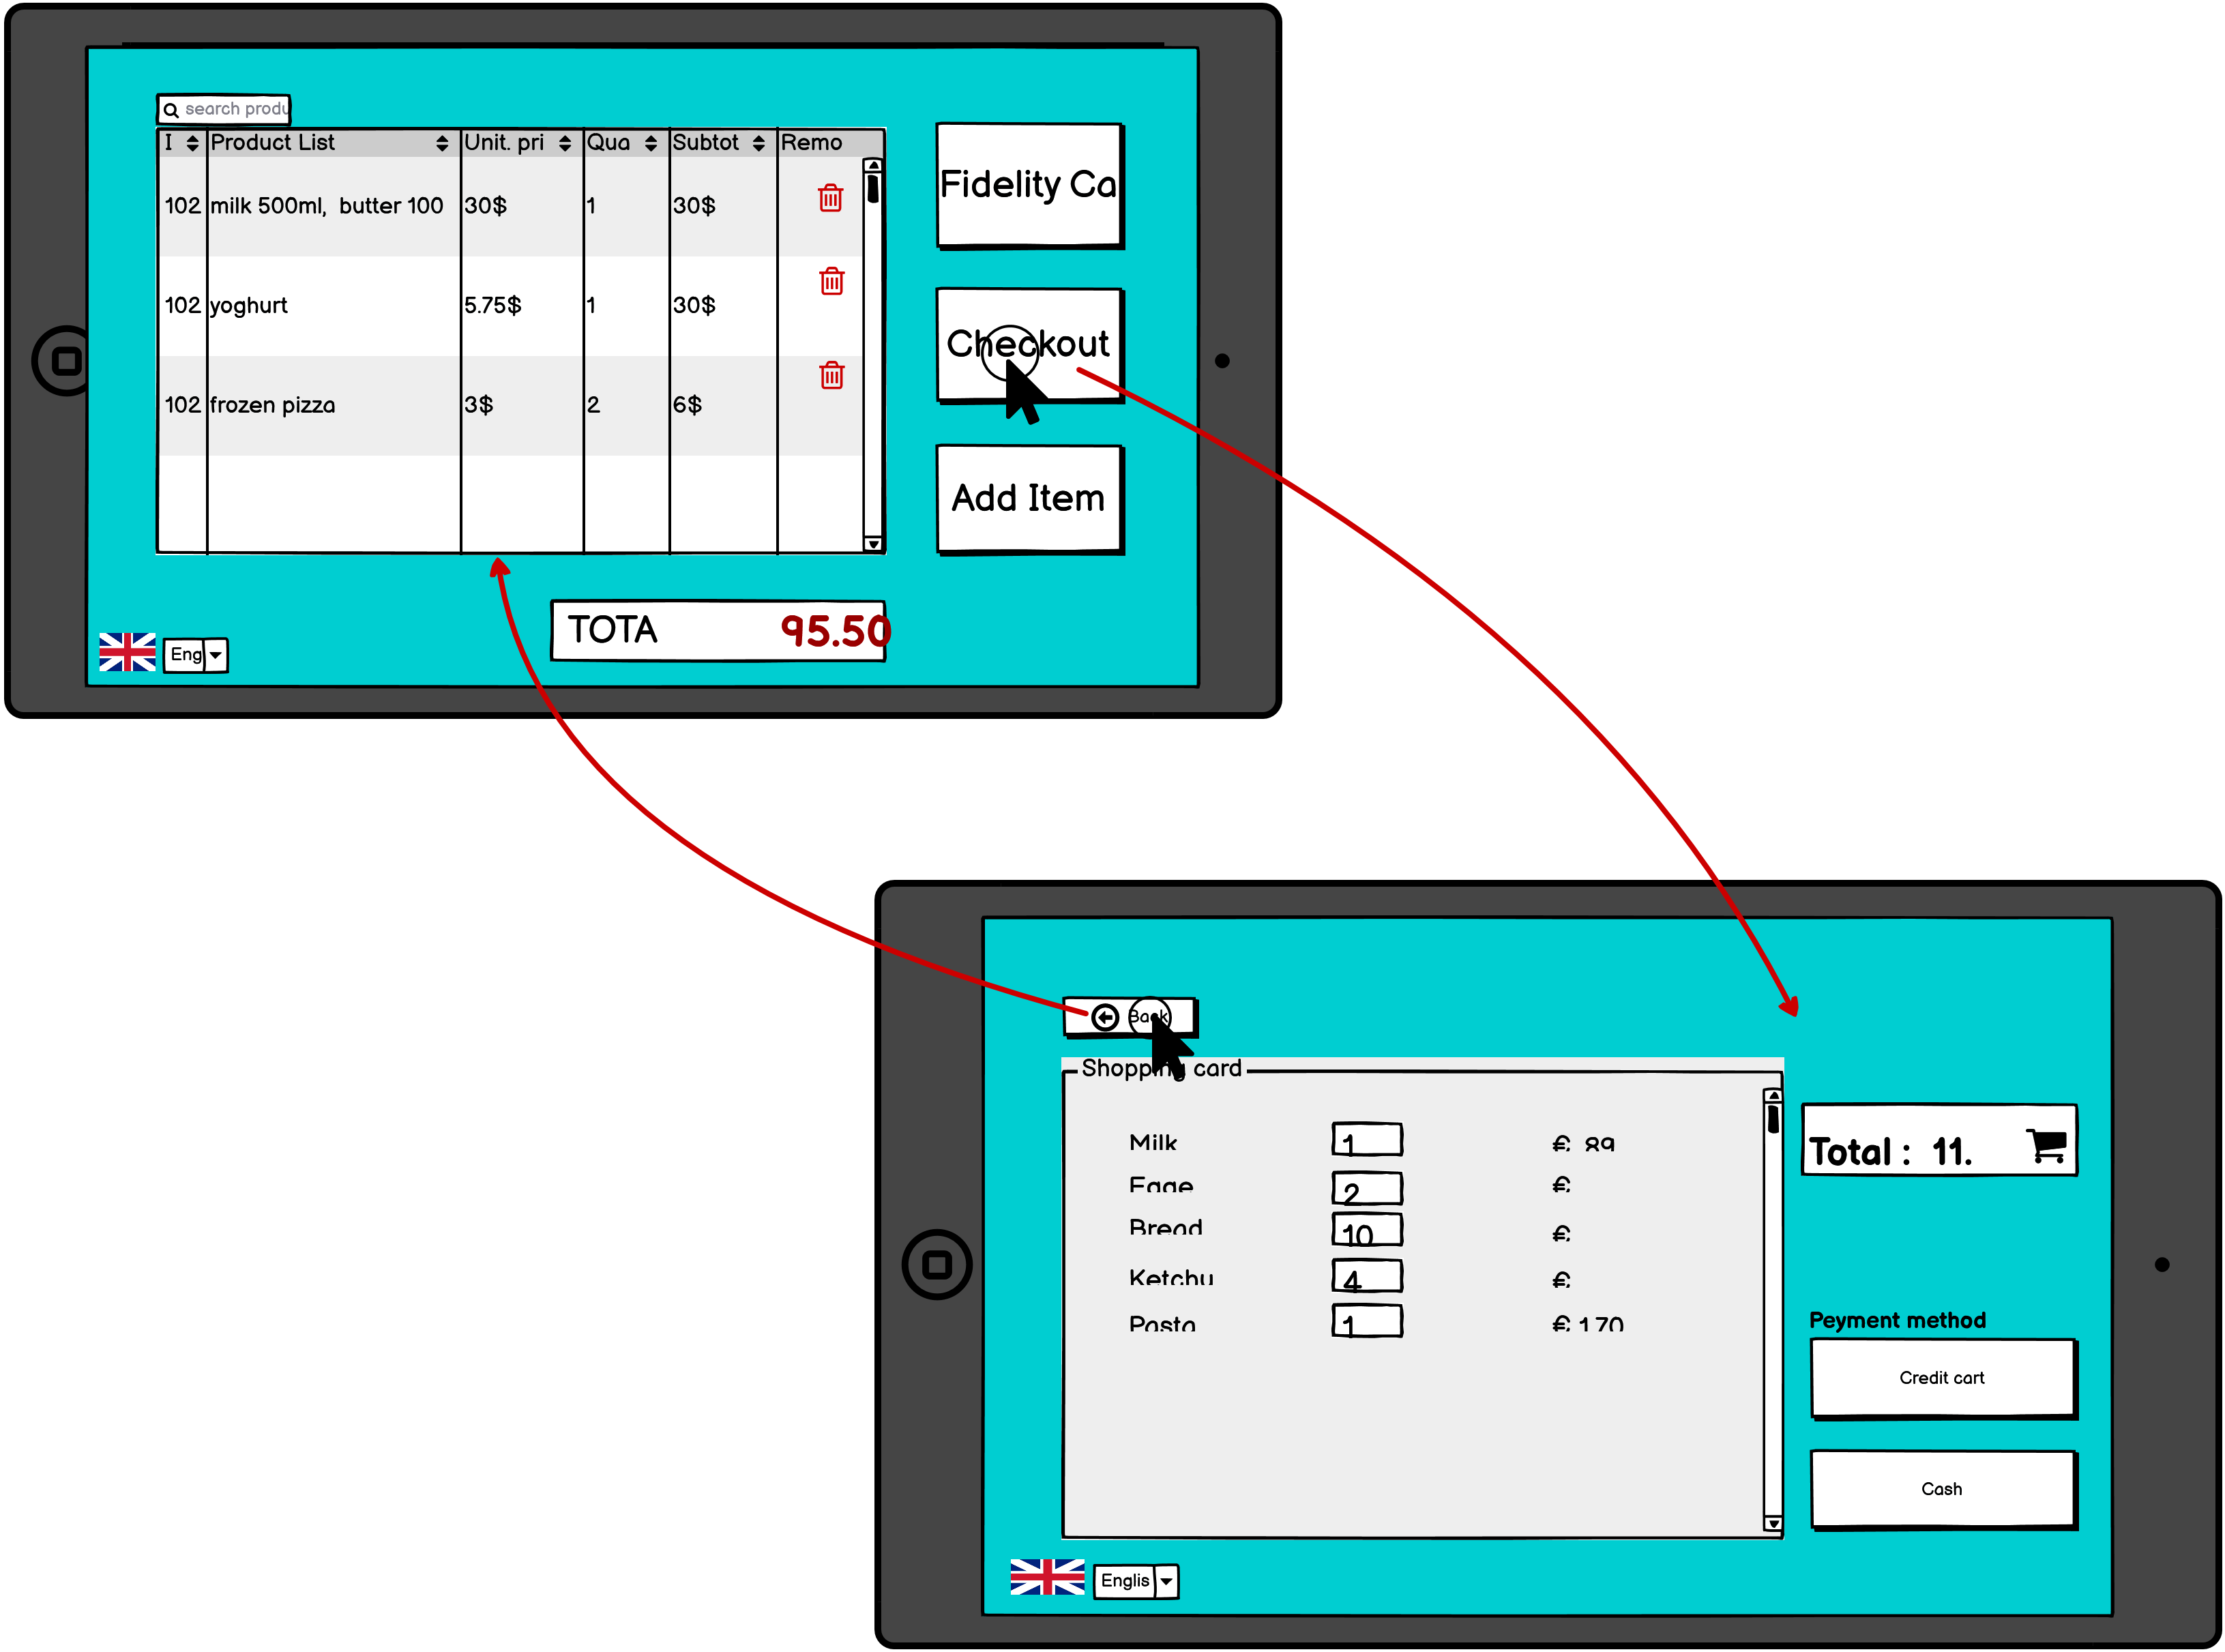 search produ
I Product List Unit. pri Qua Subtot Remo
102 milk 500ml, butter 100 30$ 1 30$
102 yoghurt 5.75$ 1 30$
102 frozen pizza 3$ 2 6$
Fidelity Ca
Checkout
Add Item
TOTA 95.50
Eng
Back
Shopping card
Milk 1 € 89
2 €
Bread 10 €
Ketchu 4 €
Pasta 1 € 1.70
Total : 11.
Peyment method
Credit cart
Cash
Englis